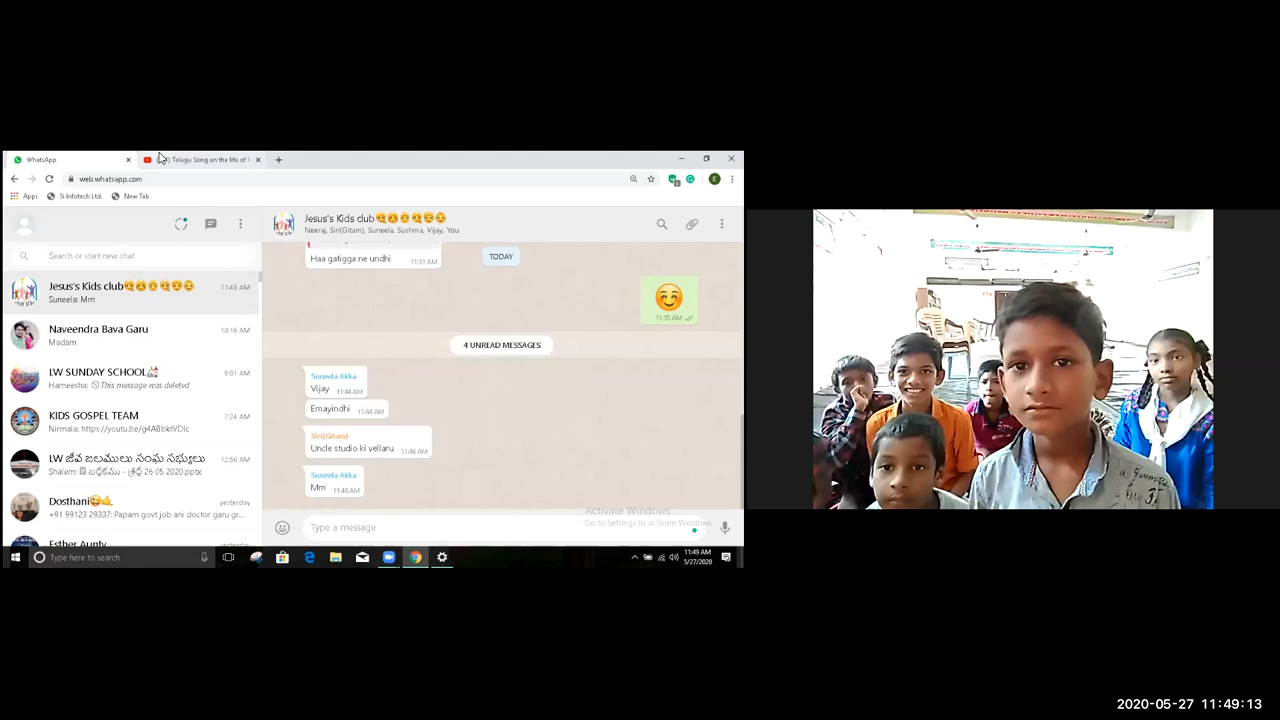 WhatsApp
Telugu Song on the life of
web.whatsapp.com
Apps
3i Infotech Ltd.
New Tab
Search or start new chat
Jesus's Kids club🤏🥳😊🤏😇😔
11:48 AM
Suneela: Mm
Naveendra Bava Garu
10:16 AM
Madam
LW SUNDAY SCHOOL
9:01 AM
Hameesha: This message was deleted
KIDS GOSPEL TEAM
7:24 AM
Nirmala: https://youtu.be/g4ABbktVDlc
LW జీవ జలములు సంఘ సభ్యులు
12:56 AM
Shalem: బద్ధకము - శ్రద్ధ 26 05 2020.pptx
Dosthani
yesterday
+91 99123 29337: Papam govt job ani doctor garu gr...
Esther Aunty
Jesus's Kids club
Neeraj, Siri(Gitam), Suneela, Sushma, Vijay, You
Haa gatigga ne undhi
11:31 AM
TODAY
11:35 AM
4 UNREAD MESSAGES
Suneela Akka
Vijay
11:44 AM
Emayindhi
11:44 AM
Siri(Gitam)
Uncle studio ki vellaru
11:46 AM
Suneela Akka
Mm
11:48 AM
Activate Windows
Go to Settings to activate Windows.
Type a message
Type here to search
11:49 AM
5/27/2020
2020-05-27 11:49:13